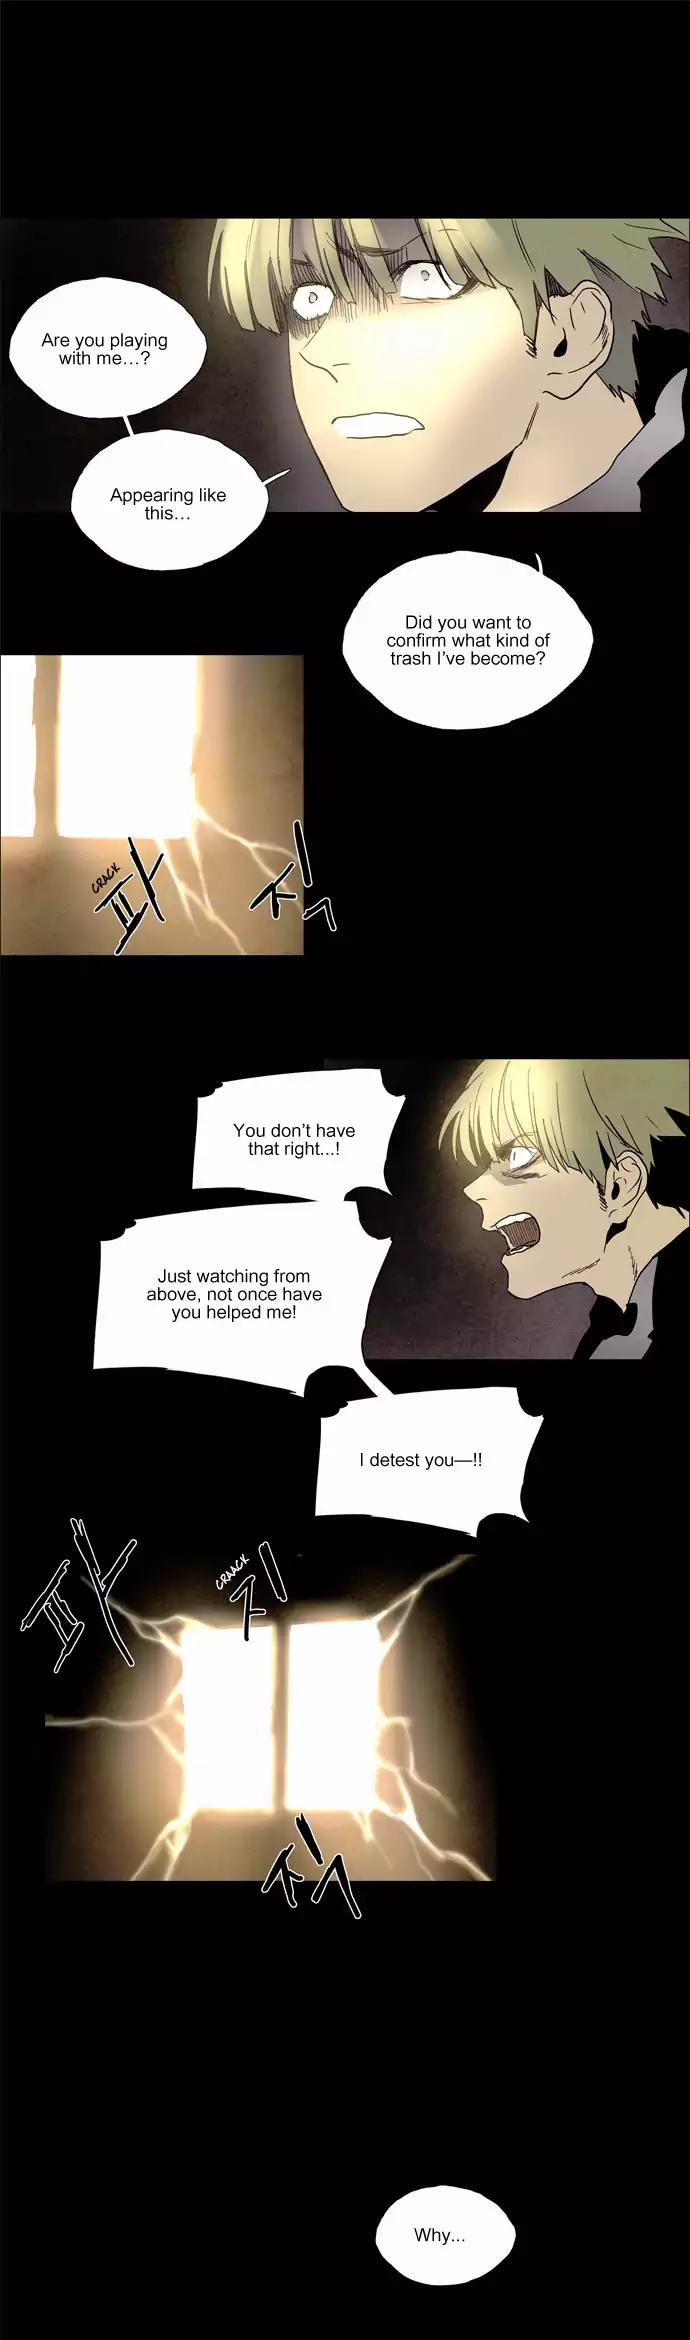 Are you playing
with me...?
Appearing like
this...
Did you want to
confirm what kind of
trash I've become?
CRACK
파
직
You don't have
that right...!
Just watching from
above, not once have
you helped me!
I detest you—!!
파
CRAACK
지
직
Why...